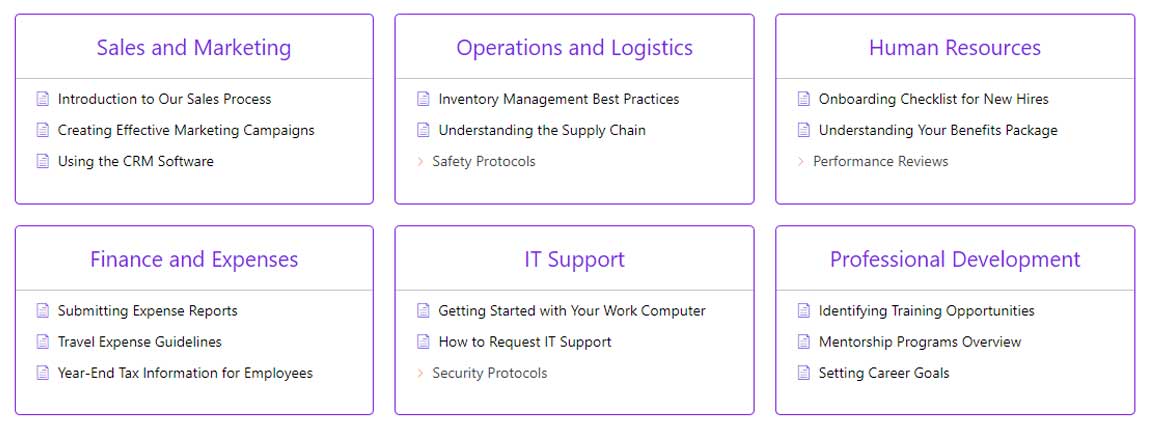 Sales and Marketing
Introduction to Our Sales Process
Creating Effective Marketing Campaigns
Using the CRM Software
Operations and Logistics
Inventory Management Best Practices
Understanding the Supply Chain
Safety Protocols
Human Resources
Onboarding Checklist for New Hires
Understanding Your Benefits Package
Performance Reviews
Finance and Expenses
Submitting Expense Reports
Travel Expense Guidelines
Year-End Tax Information for Employees
IT Support
Getting Started with Your Work Computer
How to Request IT Support
Security Protocols
Professional Development
Identifying Training Opportunities
Mentorship Programs Overview
Setting Career Goals